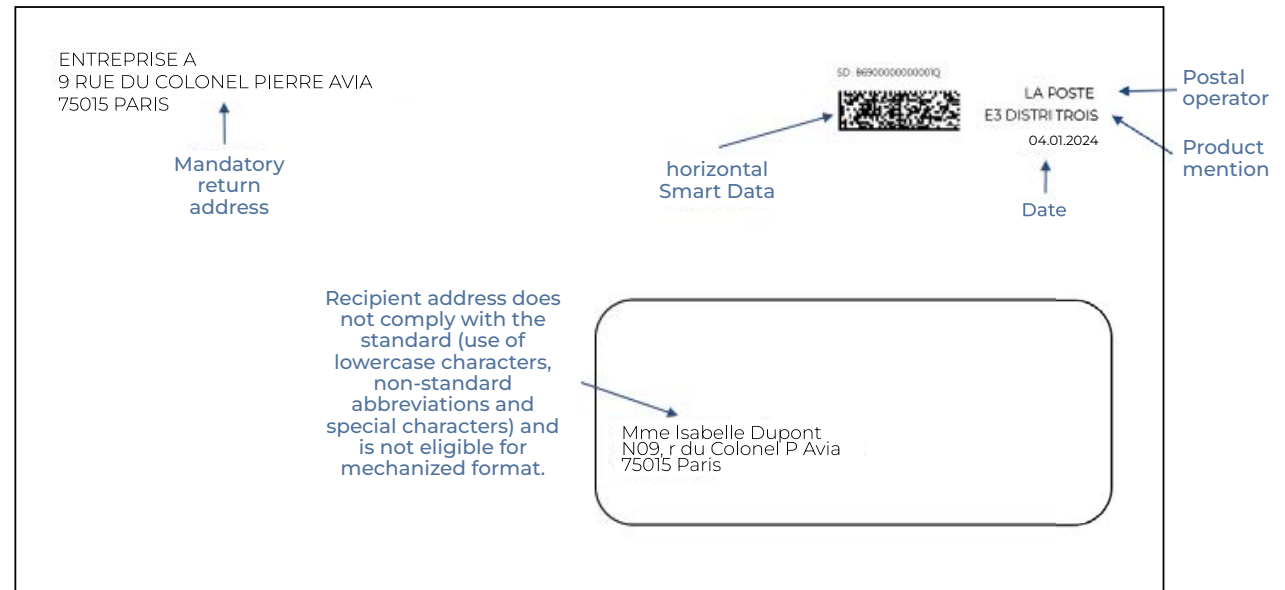 ENTREPRISE A
9 RUE DU COLONEL PIERRE AVIA
75015 PARIS
Mandatory
return
address
SD : B69000000000001Q
horizontal
Smart Data
LA POSTE
E3 DISTRI TROIS
04.01.2024
Date
Postal
operator
Product
mention
Recipient address does
not comply with the
standard (use of
lowercase characters,
non-standard
abbreviations and
special characters) and
is not eligible for
mechanized format.
Mme Isabelle Dupont
N09, r du Colonel P Avia
75015 Paris